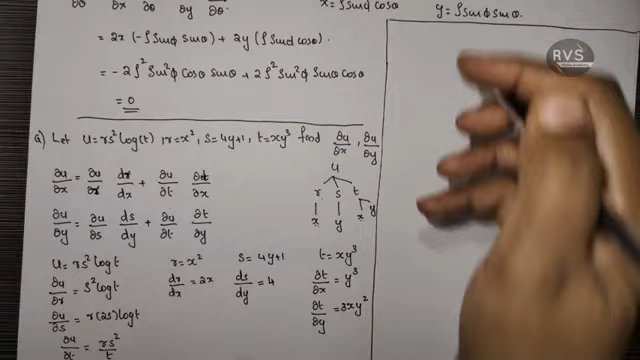 ∂θ ∂x ∂θ ∂y ∂θ.
x = ρ sinϕ cosθ y = ρ sinϕ sinθ.
= 2x (-ρ sinϕ sinθ) + 2y (ρ sinϕ cosθ).
= -2ρ² sin²ϕ cosθ sinθ + 2ρ² sin²ϕ sinθ cosθ
= 0
RVS
Q) Let u = rs² log(t), r = x², s = 4y+1, t = xy³ find ∂u/∂x, ∂u/∂y
∂u/∂x = ∂u/∂r dr/dx + ∂u/∂t ∂t/∂x
∂u/∂y = ∂u/∂s ds/dy + ∂u/∂t ∂t/∂y
u
r s t
x y x y
u = rs² log t r = x² s = 4y+1 t = xy³
∂u/∂r = s² log t dr/dx = 2x ds/dy = 4 ∂t/∂x = y³
∂u/∂s = r(2s) log t ∂t/∂y = 3xy²
∂u/∂t = rs²/t